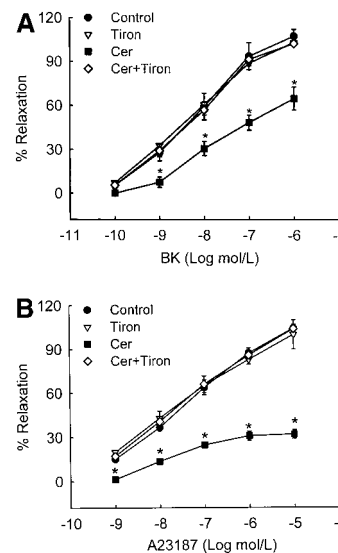 A
Control
Tiron
Cer
Cer+Tiron
% Relaxation
120
90
60
30
0
* * * * *
-11 -10 -9 -8 -7 -6 -5
BK (Log mol/L)
B
Control
Tiron
Cer
Cer+Tiron
% Relaxation
120
90
60
30
0
* * * * *
-10 -9 -8 -7 -6 -5 -4
A23187 (Log mol/L)